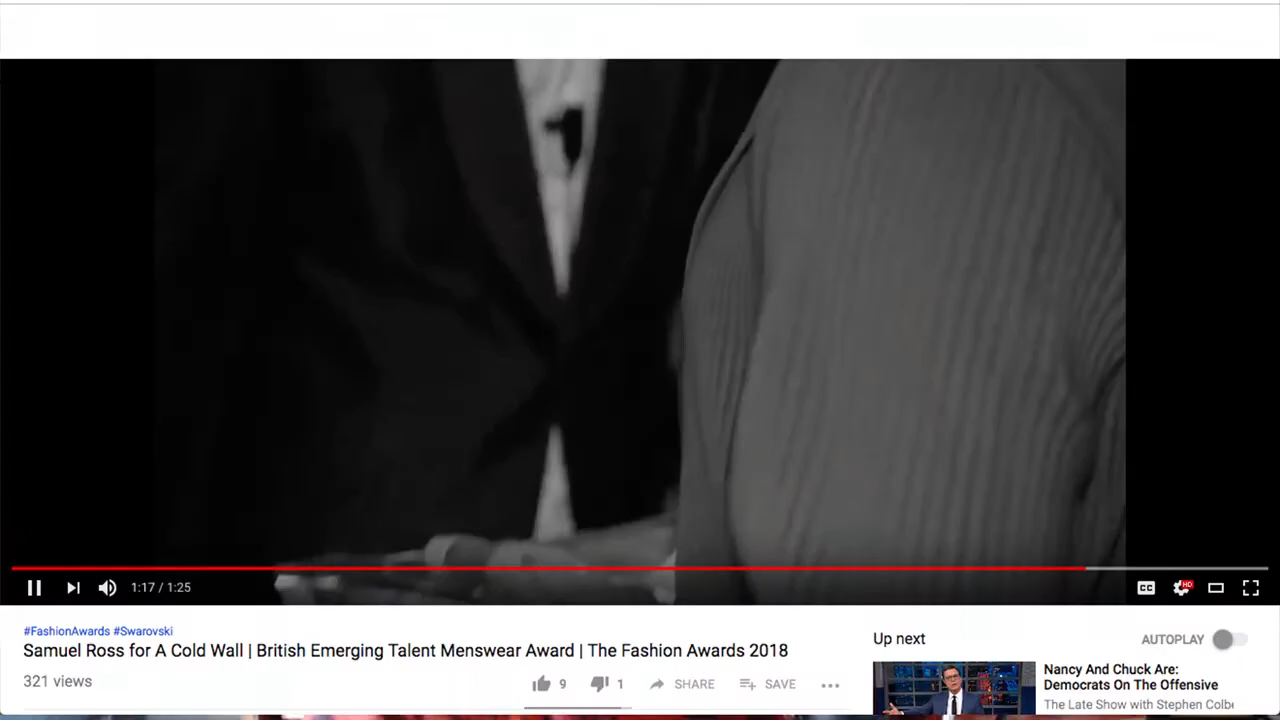 1:17 / 1:25
CC
HD
#FashionAwards #Swarovski
Samuel Ross for A Cold Wall | British Emerging Talent Menswear Award | The Fashion Awards 2018
321 views
9
1
SHARE
SAVE
Up next
AUTOPLAY
Nancy And Chuck Are:
Democrats On The Offensive
The Late Show with Stephen Colbe